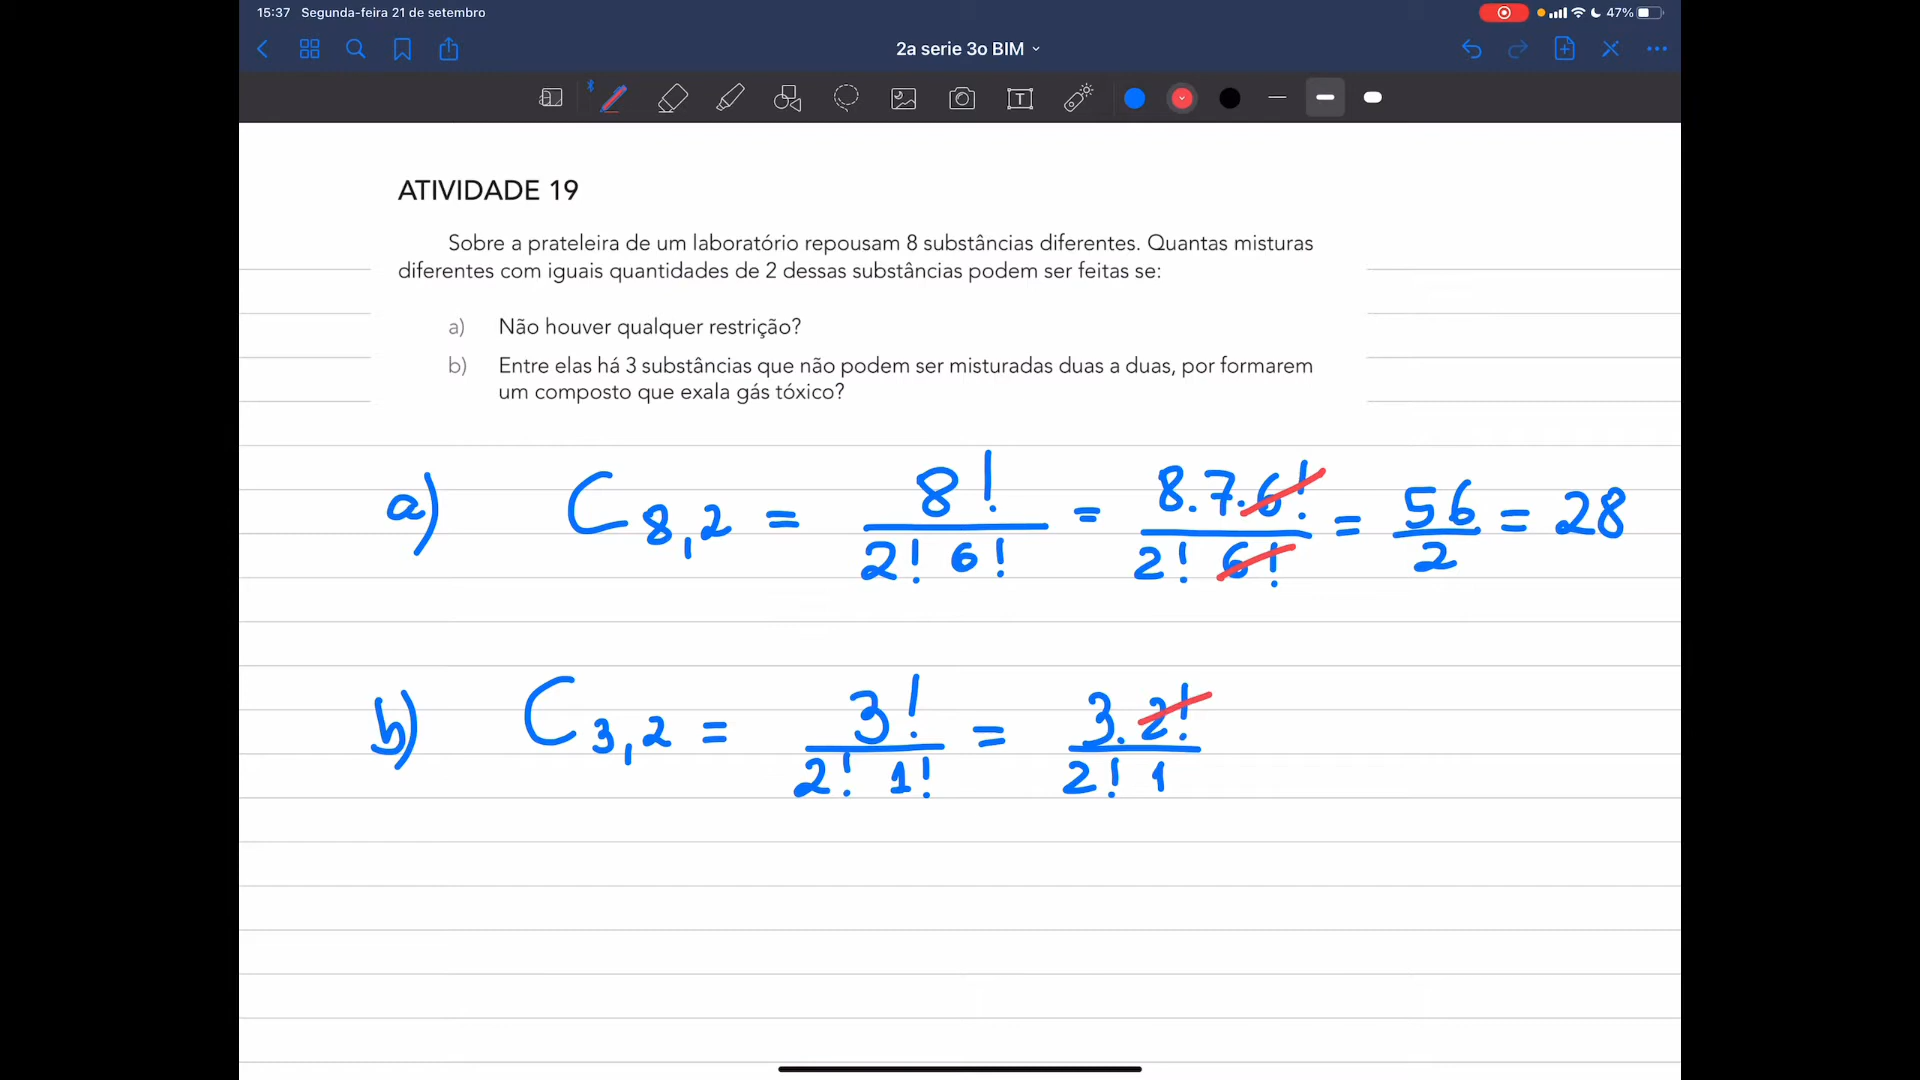 15:37 Segunda-feira 21 de setembro 47%
2a serie 3o BIM
ATIVIDADE 19
Sobre a prateleira de um laboratório repousam 8 substâncias diferentes. Quantas misturas
diferentes com iguais quantidades de 2 dessas substâncias podem ser feitas se:
a) Não houver qualquer restrição?
b) Entre elas há 3 substâncias que não podem ser misturadas duas a duas, por formarem
um composto que exala gás tóxico?
a) C8,2 = 8!/2! 6! = 8.7.6!/2! 6! = 56/2 = 28
b) C3,2 = 3!/2! 1! = 3.2!/2! 1